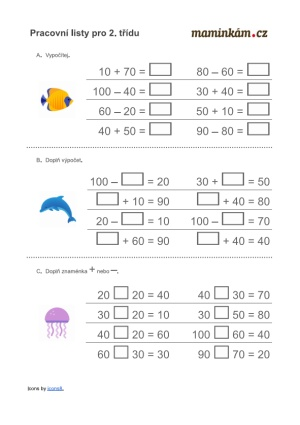 Pracovní listy pro 2. třídu
maminkám.cz
A. Vypočítej.
10 + 70 = □ 80 – 60 = □
100 – 40 = □ 30 + 40 = □
60 – 20 = □ 50 + 10 = □
40 + 50 = □ 90 – 80 = □
B. Doplň výpočet.
100 – □ = 20 30 + □ = 50
□ + 10 = 90 □ + 40 = 80
20 – □ = 10 100 – □ = 70
□ + 60 = 90 □ + 40 = 40
C. Doplň znaménka + nebo –.
20 □ 20 = 40 40 □ 30 = 70
30 □ 20 = 10 30 □ 50 = 80
40 □ 20 = 60 100 □ 60 = 40
60 □ 30 = 30 90 □ 70 = 20
Icons by Icons8.